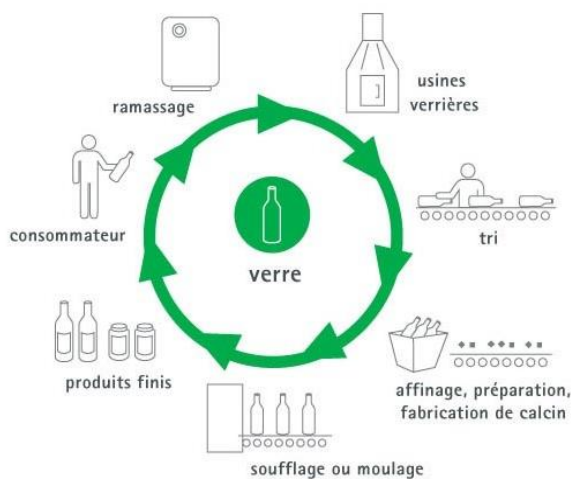 ramassage
usines
verrières
tri
affinage, préparation,
fabrication de calcin
soufflage ou moulage
produits finis
consommateur
verre